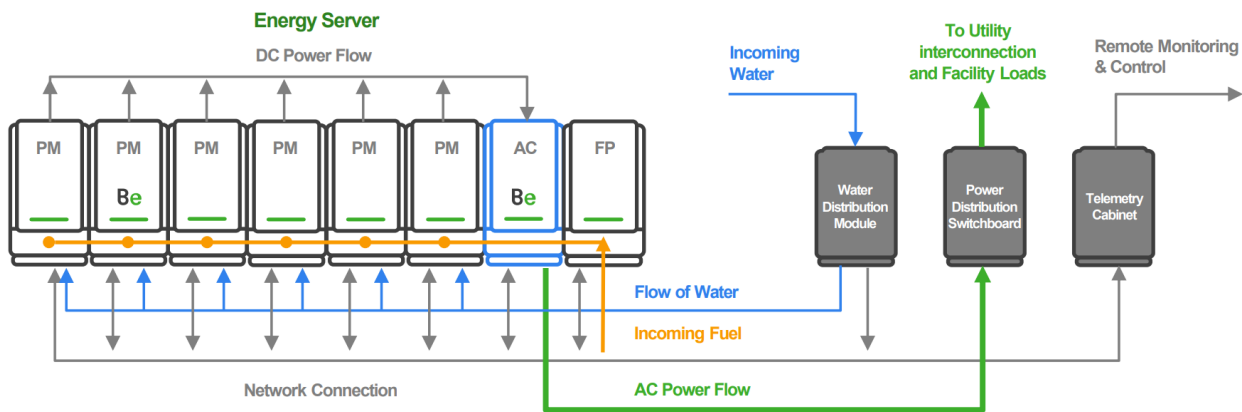 Energy Server
DC Power Flow
Incoming
Water
To Utility
interconnection
and Facility Loads
Remote Monitoring
& Control
PM
PM
PM
PM
PM
PM
AC
FP
Be
Be
Water
Distribution
Module
Power
Distribution
Switchboard
Telemetry
Cabinet
Flow of Water
Incoming Fuel
Network Connection
AC Power Flow